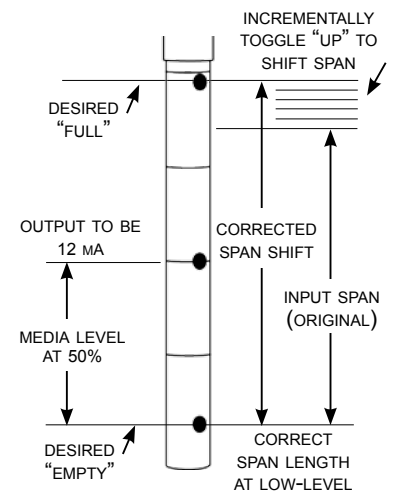 INCREMENTALLY
TOGGLE “UP” TO
SHIFT SPAN
DESIRED
“FULL”
OUTPUT TO BE
12 MA
CORRECTED
SPAN SHIFT
INPUT SPAN
(ORIGINAL)
MEDIA LEVEL
AT 50%
DESIRED
“EMPTY”
CORRECT
SPAN LENGTH
AT LOW-LEVEL